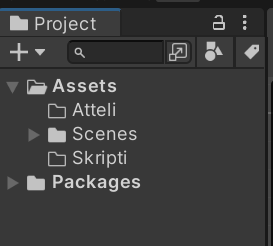 Project
Assets
Atteli
Scenes
Skripti
Packages